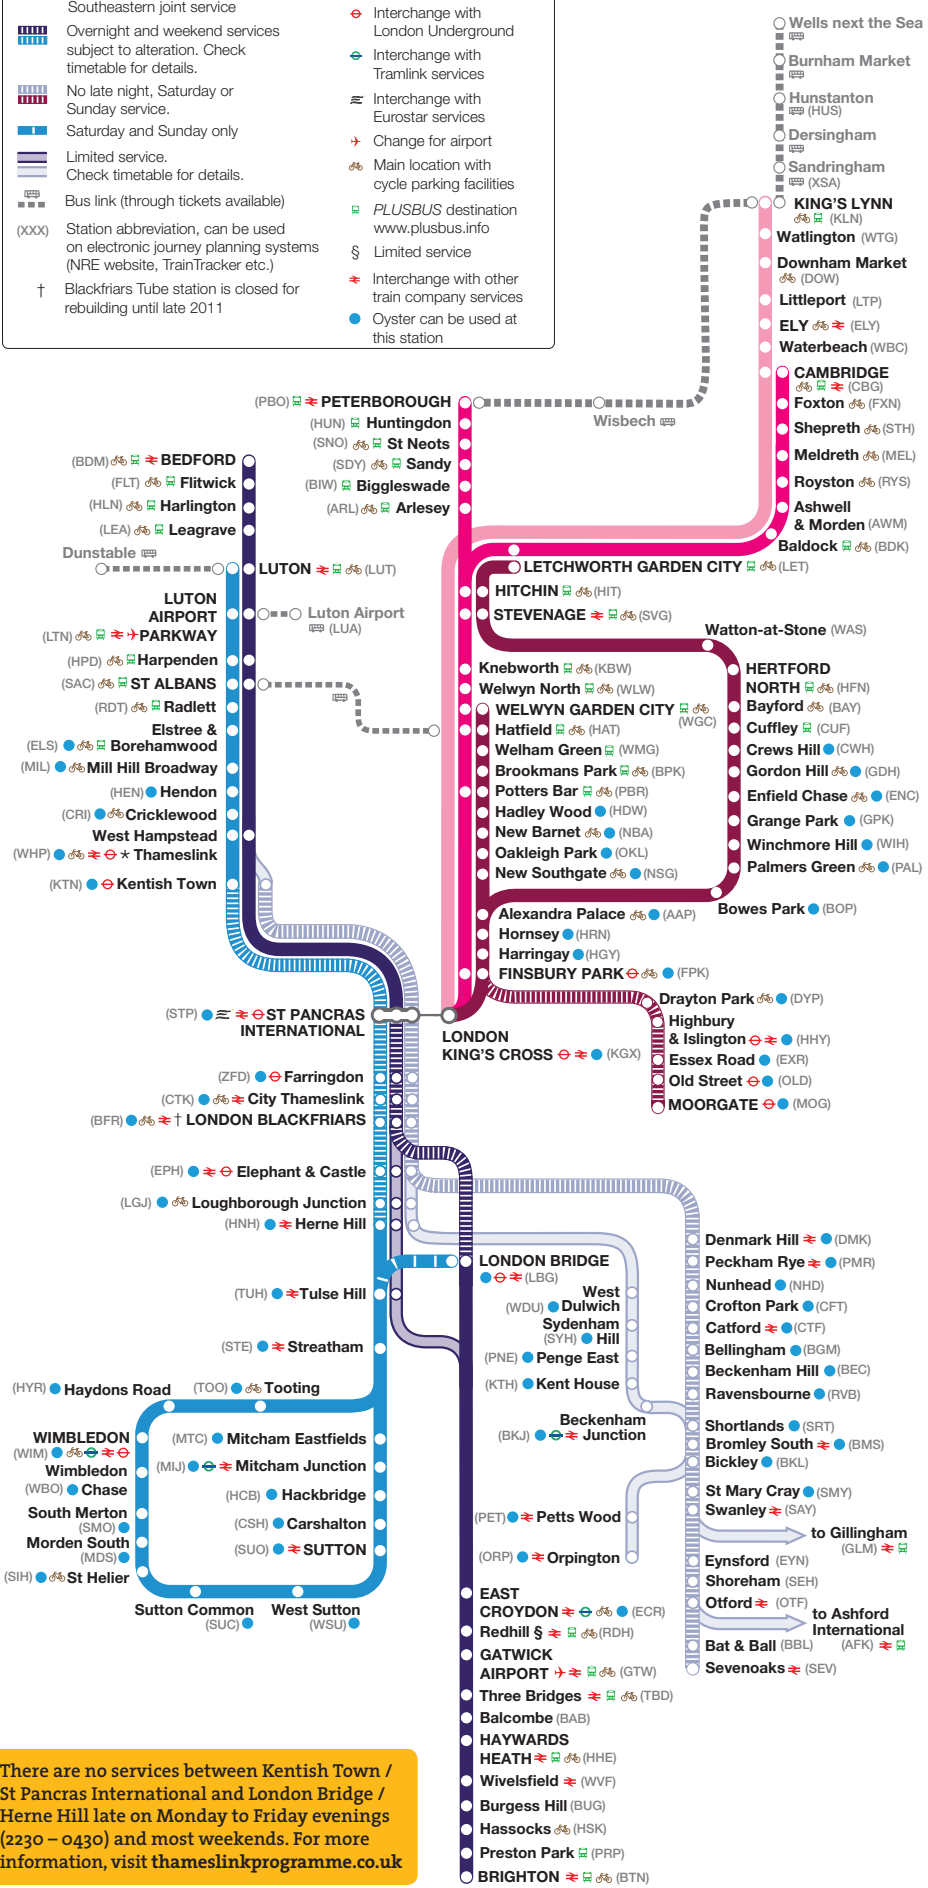 Southeastern joint service
Overnight and weekend services
subject to alteration. Check
timetable for details.
No late night, Saturday or
Sunday service.
Saturday and Sunday only
Limited service.
Check timetable for details.
Bus link (through tickets available)
(XXX) Station abbreviation, can be used
on electronic journey planning systems
(NRE website, TrainTracker etc.)
† Blackfriars Tube station is closed for
rebuilding until late 2011
Interchange with
London Underground
Interchange with
Tramlink services
Interchange with
Eurostar services
Change for airport
Main location with
cycle parking facilities
PLUSBUS destination
www.plusbus.info
§ Limited service
Interchange with other
train company services
Oyster can be used at
this station
Wells next the Sea
Burnham Market
Hunstanton
(HUS)
Dersingham
Sandringham
(XSA)
KING'S LYNN
(KLN)
Watlington (WTG)
Downham Market
(DOW)
Littleport (LTP)
ELY (ELY)
Waterbeach (WBC)
CAMBRIDGE
(CBG)
Foxton (FXN)
Shepreth (STH)
Meldreth (MEL)
Royston (RYS)
Ashwell
& Morden (AWM)
Baldock (BDK)
Wisbech
(PBO) PETERBOROUGH
(HUN) Huntingdon
(SNO) St Neots
(SDY) Sandy
(BIW) Biggleswade
(ARL) Arlesey
LETCHWORTH GARDEN CITY (LET)
HITCHIN (HIT)
STEVENAGE (SVG)
Knebworth (KBW)
Welwyn North (WLW)
WELWYN GARDEN CITY
(WGC)
Hatfield (HAT)
Welham Green (WMG)
Brookmans Park (BPK)
Potters Bar (PBR)
Hadley Wood (HDW)
New Barnet (NBA)
Oakleigh Park (OKL)
New Southgate (NSG)
Alexandra Palace (AAP)
Hornsey (HRN)
Harringay (HGY)
FINSBURY PARK (FPK)
Watton-at-Stone (WAS)
HERTFORD
NORTH (HFN)
Bayford (BAY)
Cuffley (CUF)
Crews Hill (CWH)
Gordon Hill (GDH)
Enfield Chase (ENC)
Grange Park (GPK)
Winchmore Hill (WIH)
Palmers Green (PAL)
Bowes Park (BOP)
Drayton Park (DYP)
Highbury
& Islington (HHY)
Essex Road (EXR)
Old Street (OLD)
MOORGATE (MOG)
LONDON
KING'S CROSS (KGX)
(BDM) BEDFORD
(FLT) Flitwick
(HLN) Harlington
(LEA) Leagrave
Dunstable
LUTON (LUT)
LUTON
AIRPORT
(LTN) PARKWAY
Luton Airport
(LUA)
(HPD) Harpenden
(SAC) ST ALBANS
(RDT) Radlett
Elstree &
(ELS) Borehamwood
(MIL) Mill Hill Broadway
(HEN) Hendon
(CRI) Cricklewood
West Hampstead
(WHP) * Thameslink
(KTN) Kentish Town
(STP) ST PANCRAS
INTERNATIONAL
(ZFD) Farringdon
(CTK) City Thameslink
(BFR) † LONDON BLACKFRIARS
(EPH) Elephant & Castle
(LGJ) Loughborough Junction
(HNH) Herne Hill
LONDON BRIDGE
(LBG)
(TUH) Tulse Hill
(STE) Streatham
(HYR) Haydons Road
(TOO) Tooting
WIMBLEDON
(WIM)
Wimbledon
(WBO) Chase
South Merton
(SMO)
Morden South
(MDS)
(SIH) St Helier
Sutton Common
(SUC)
West Sutton
(WSU)
(MTC) Mitcham Eastfields
(MIJ) Mitcham Junction
(HCB) Hackbridge
(CSH) Carshalton
(SUO) SUTTON
West
(WDU) Dulwich
Sydenham
(SYH) Hill
(PNE) Penge East
(KTH) Kent House
Beckenham
(BKJ) Junction
(PET) Petts Wood
(ORP) Orpington
Denmark Hill (DMK)
Peckham Rye (PMR)
Nunhead (NHD)
Crofton Park (CFT)
Catford (CTF)
Bellingham (BGM)
Beckenham Hill (BEC)
Ravensbourne (RVB)
Shortlands (SRT)
Bromley South (BMS)
Bickley (BKL)
St Mary Cray (SMY)
Swanley (SAY)
to Gillingham
(GLM)
Eynsford (EYN)
Shoreham (SEH)
Otford (OTF)
to Ashford
International
(AFK)
Bat & Ball (BBL)
Sevenoaks (SEV)
EAST
CROYDON (ECR)
Redhill § (RDH)
GATWICK
AIRPORT (GTW)
Three Bridges (TBD)
Balcombe (BAB)
HAYWARDS
HEATH (HHE)
Wivelsfield (WVF)
Burgess Hill (BUG)
Hassocks (HSK)
Preston Park (PRP)
BRIGHTON (BTN)
There are no services between Kentish Town /
St Pancras International and London Bridge /
Herne Hill late on Monday to Friday evenings
(2230 – 0430) and most weekends. For more
information, visit thameslinkprogramme.co.uk